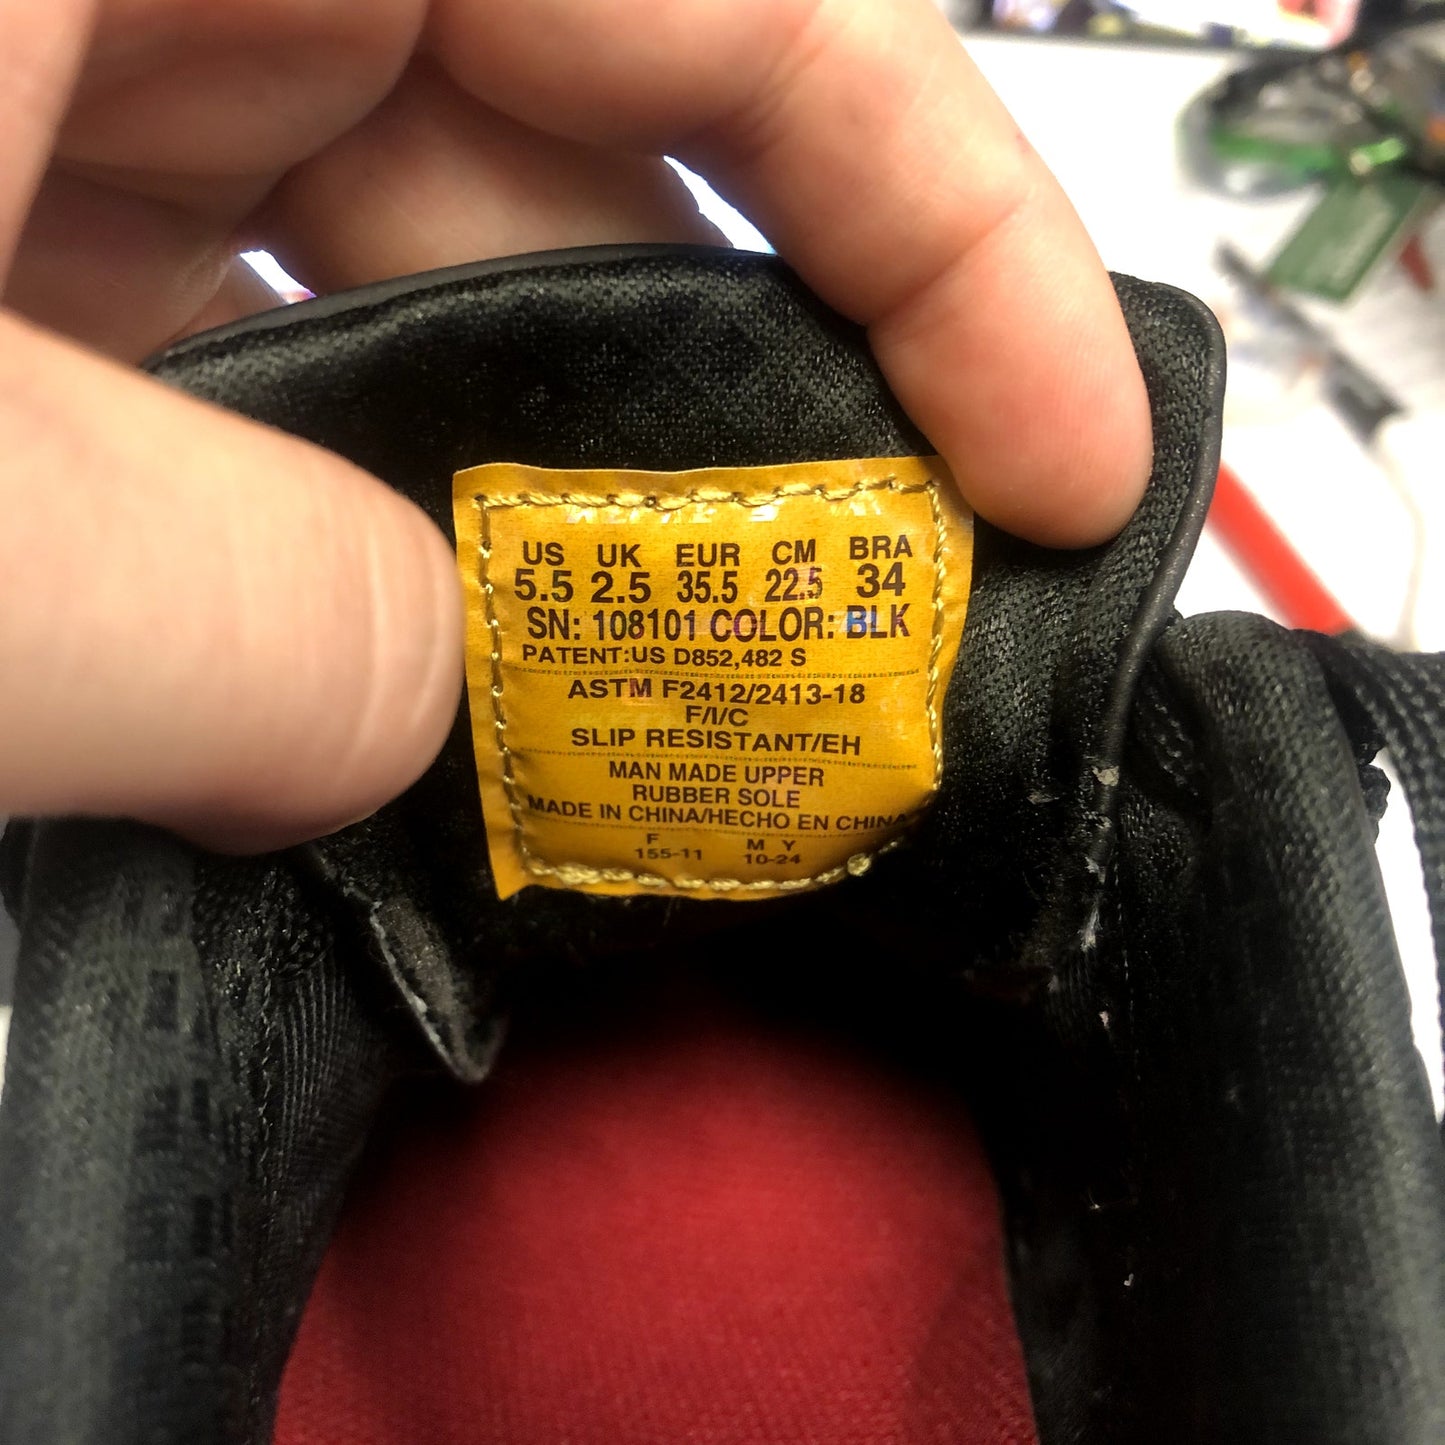 US UK EUR CM BRA
5.5 2.5 35.5 22.5 34
SN: 108101 COLOR: BLK
PATENT:US D852,482 S
ASTM F2412/2413-18
F/I/C
SLIP RESISTANT/EH
MAN MADE UPPER
RUBBER SOLE
MADE IN CHINA/HECHO EN CHINA
F M Y
155-11 10-24